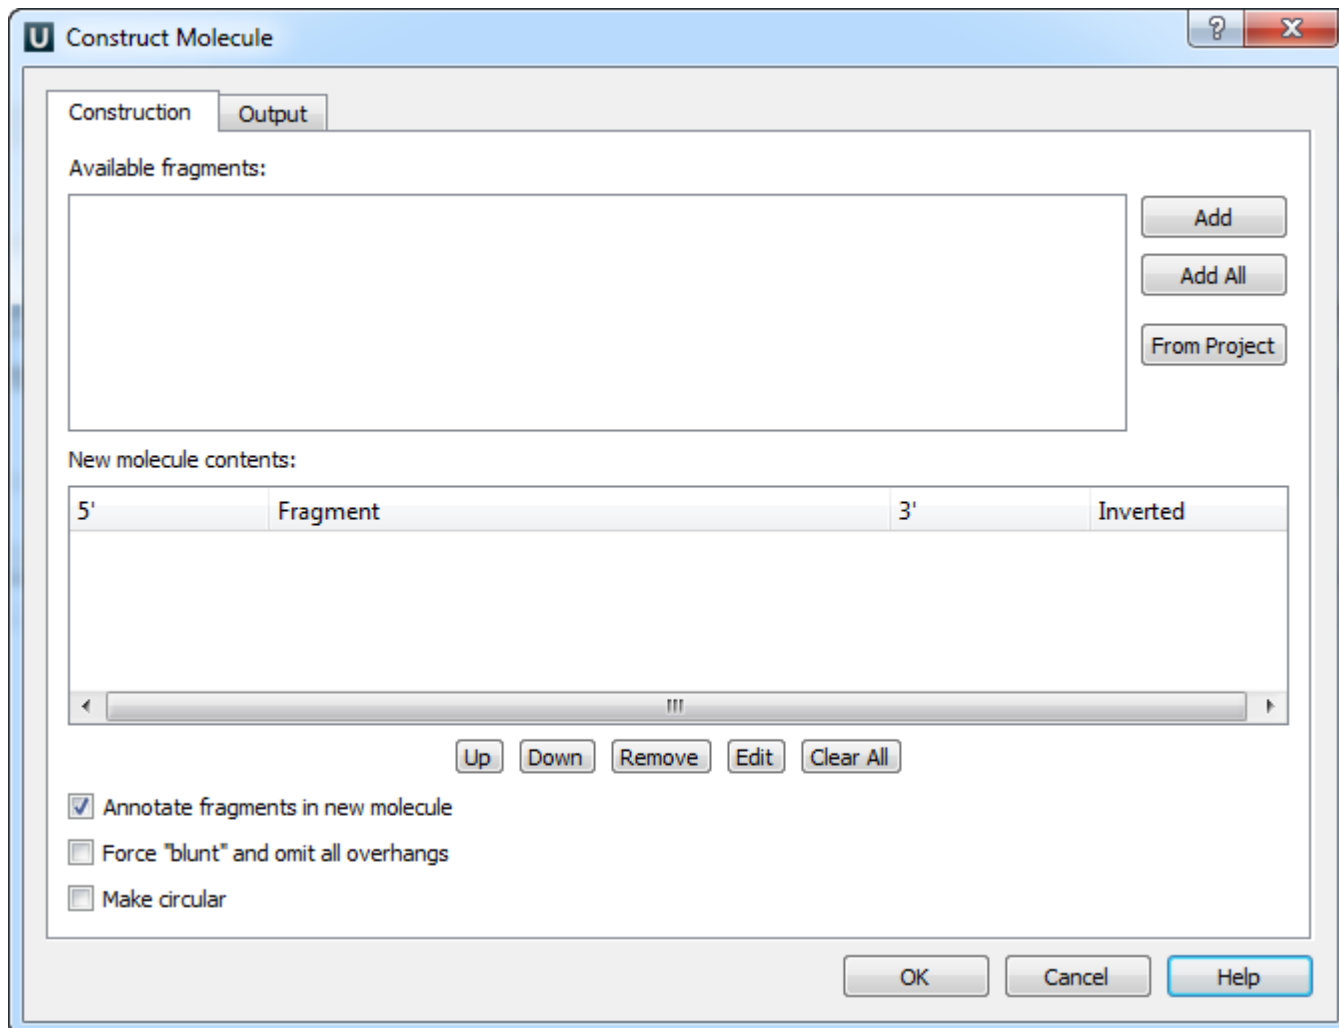 U Construct Molecule ?
Construction Output
Available fragments:
Add
Add All
From Project
New molecule contents:
5' Fragment 3' Inverted
Up Down Remove Edit Clear All
Annotate fragments in new molecule
Force "blunt" and omit all overhangs
Make circular
OK Cancel Help